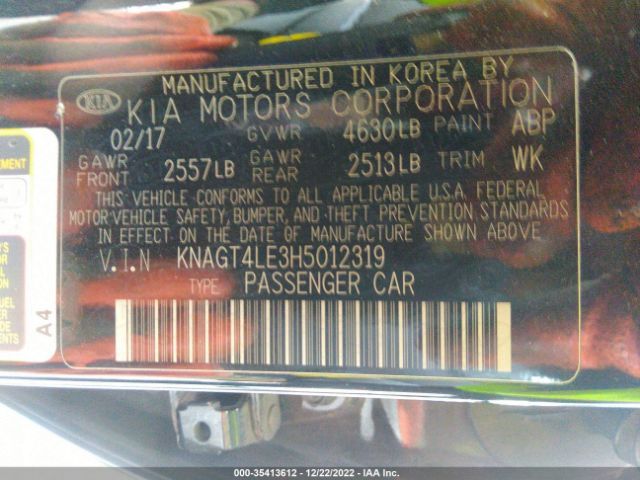 MANUFACTURED IN KOREA BY
KIA
KIA MOTORS CORPORATION
02/17 GVWR 4630LB PAINT ABP
GAWR FRONT 2557LB GAWR REAR 2513LB TRIM WK
THIS VEHICLE CONFORMS TO ALL APPLICABLE U.S.A. FEDERAL
MOTOR VEHICLE SAFETY, BUMPER, AND THEFT PREVENTION STANDARDS
IN EFFECT ON THE DATE OF MANUFACTURE SHOWN ABOVE.
V.I.N KNAGT4LE3H5012319
TYPE PASSENGER CAR
A4
000-35413612 - 12/22/2022 - IAA Inc.